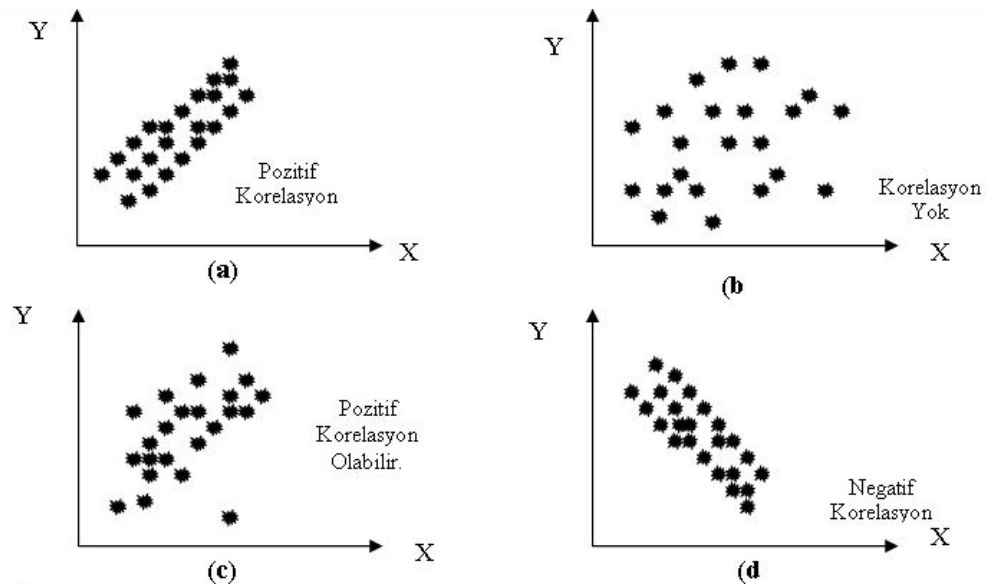 Y
Pozitif
Korelasyon
X
(a)
Y
Korelasyon
Yok
X
(b
Y
Pozitif
Korelasyon
Olabilir.
X
(c)
Y
Negatif
Korelasyon
X
(d